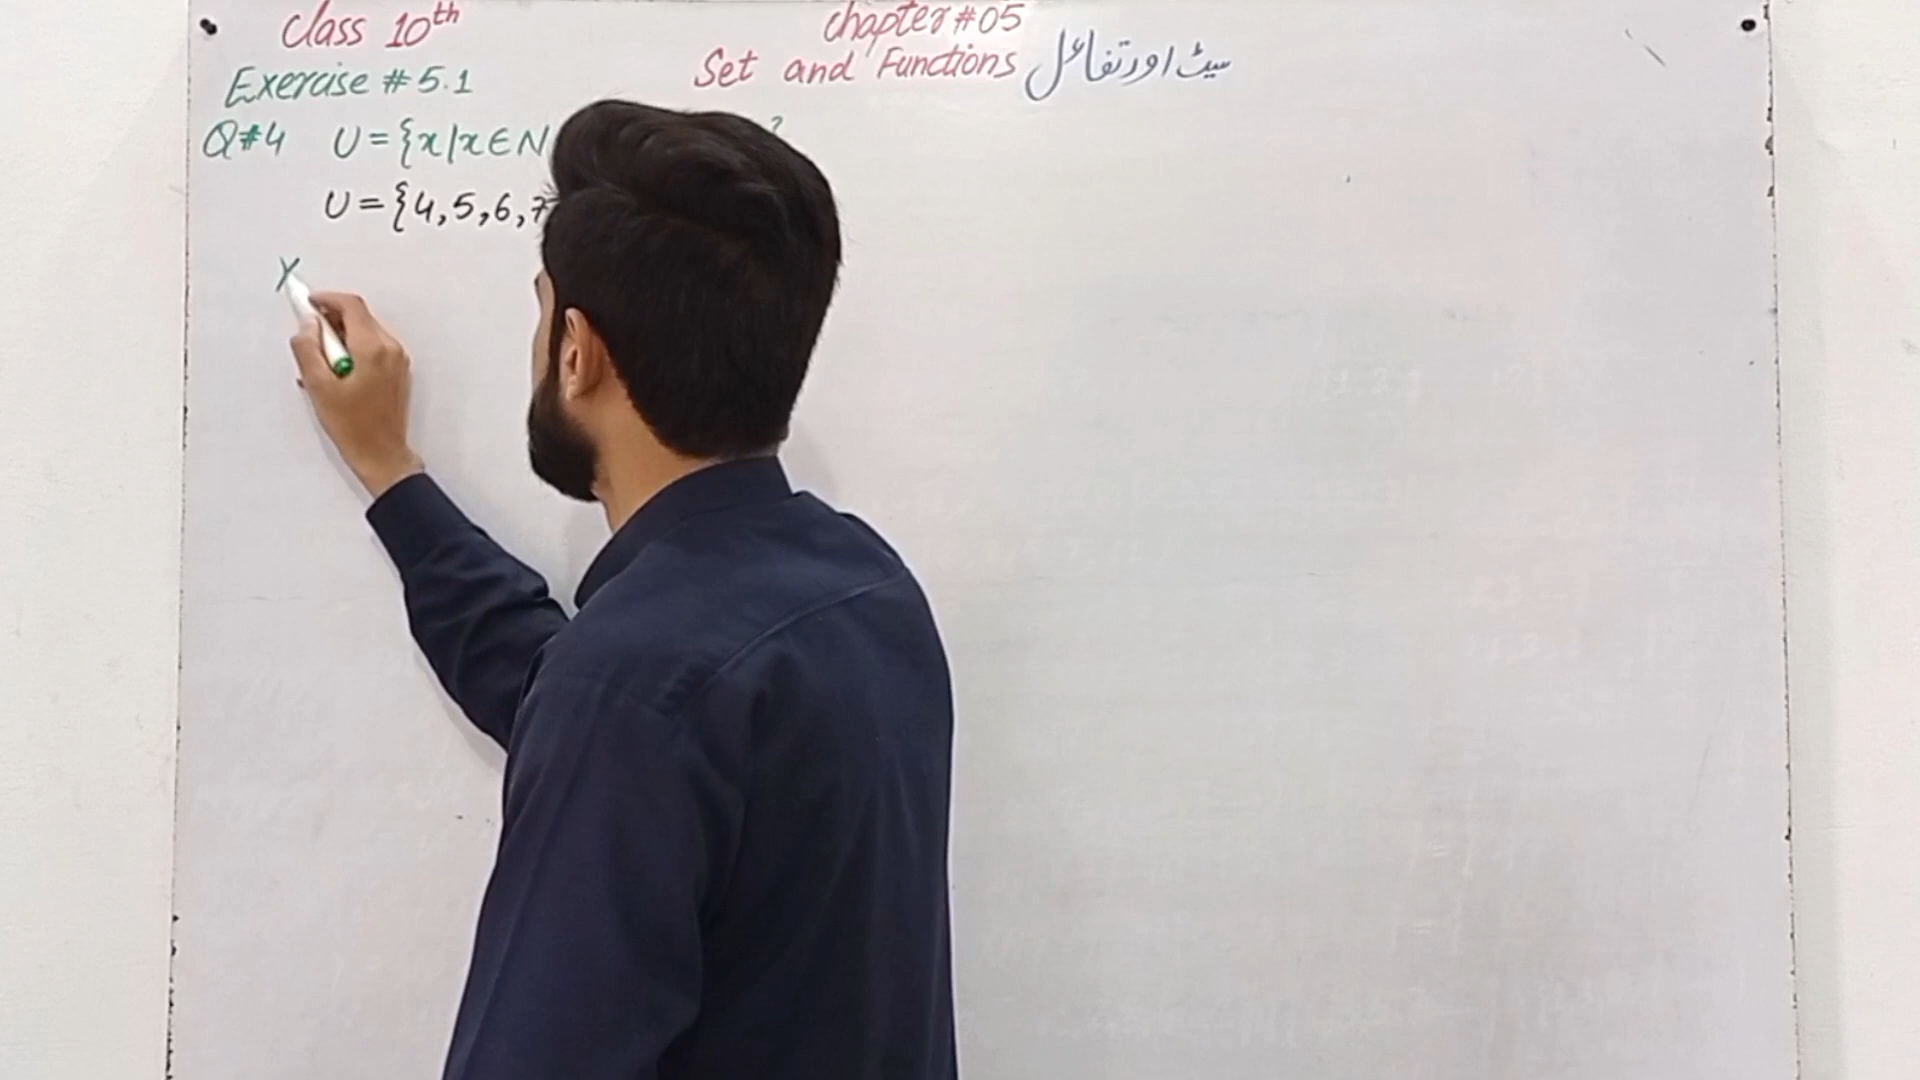 Class 10th
chapter #05
Exercise # 5.1
Set and Functions سیٹ اور تفاعل
Q#4 U = {x/x ∈ N
U = {4, 5, 6, 7
X